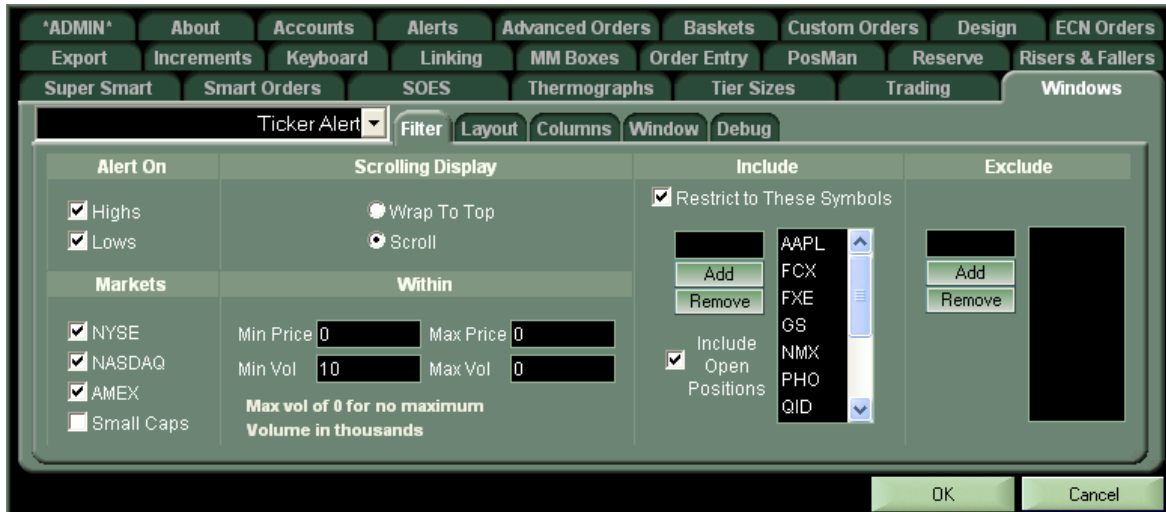 *ADMIN* About Accounts Alerts Advanced Orders Baskets Custom Orders Design ECN Orders
Export Increments Keyboard Linking MM Boxes Order Entry PosMan Reserve Risers & Fallers
Super Smart Smart Orders SOES Thermographs Tier Sizes Trading Windows
Ticker Alert Filter Layout Columns Window Debug
Alert On
Highs
Lows
Markets
NYSE
NASDAQ
AMEX
Small Caps
Scrolling Display
Wrap To Top
Scroll
Within
Min Price 0 Max Price 0
Min Vol 10 Max Vol 0
Max vol of 0 for no maximum
Volume in thousands
Include
Restrict to These Symbols
Add
Remove
Include
Open
Positions
AAPL
FCX
FXE
GS
NMX
PHO
QID
Exclude
Add
Remove
OK Cancel